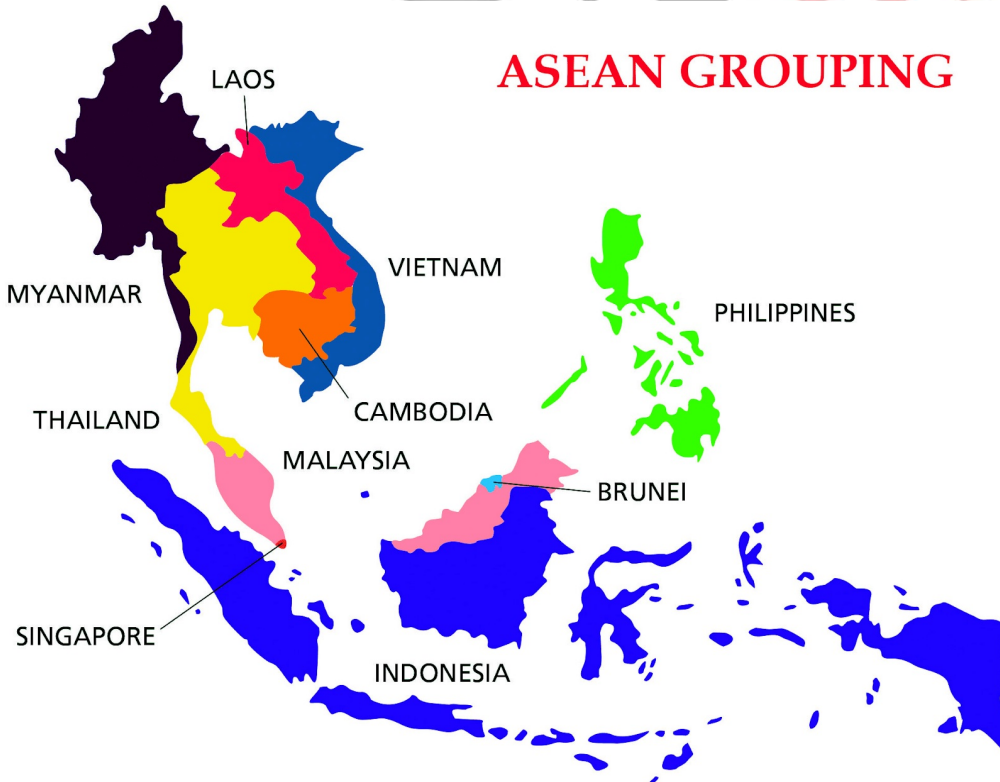 ASEAN GROUPING
LAOS
VIETNAM
MYANMAR
PHILIPPINES
CAMBODIA
THAILAND
MALAYSIA
BRUNEI
SINGAPORE
INDONESIA